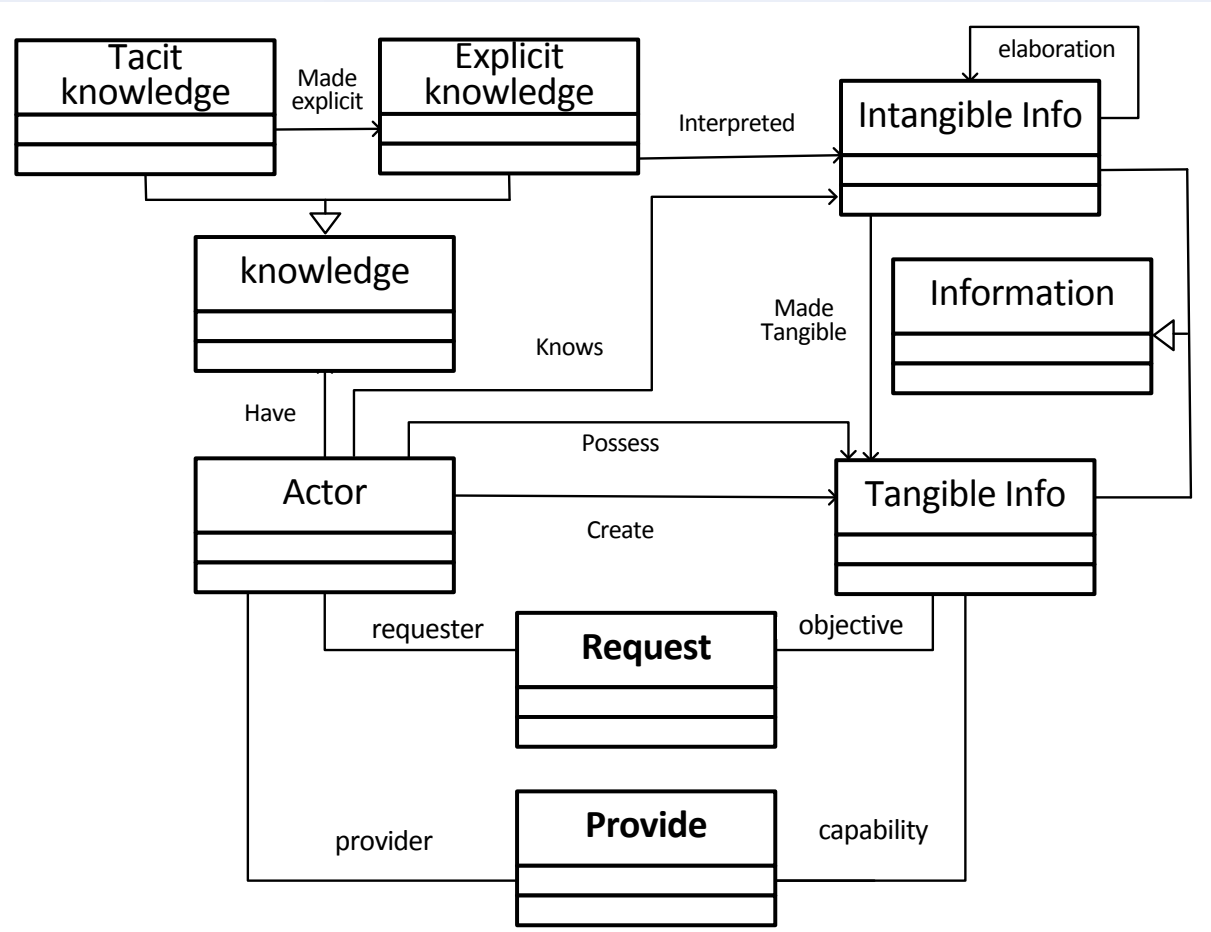 Tacit
knowledge
Made
explicit
Explicit
knowledge
Interpreted
elaboration
Intangible Info
knowledge
Information
Made
Tangible
Knows
Have
Possess
Actor
Tangible Info
Create
requester
Request
objective
provider
Provide
capability